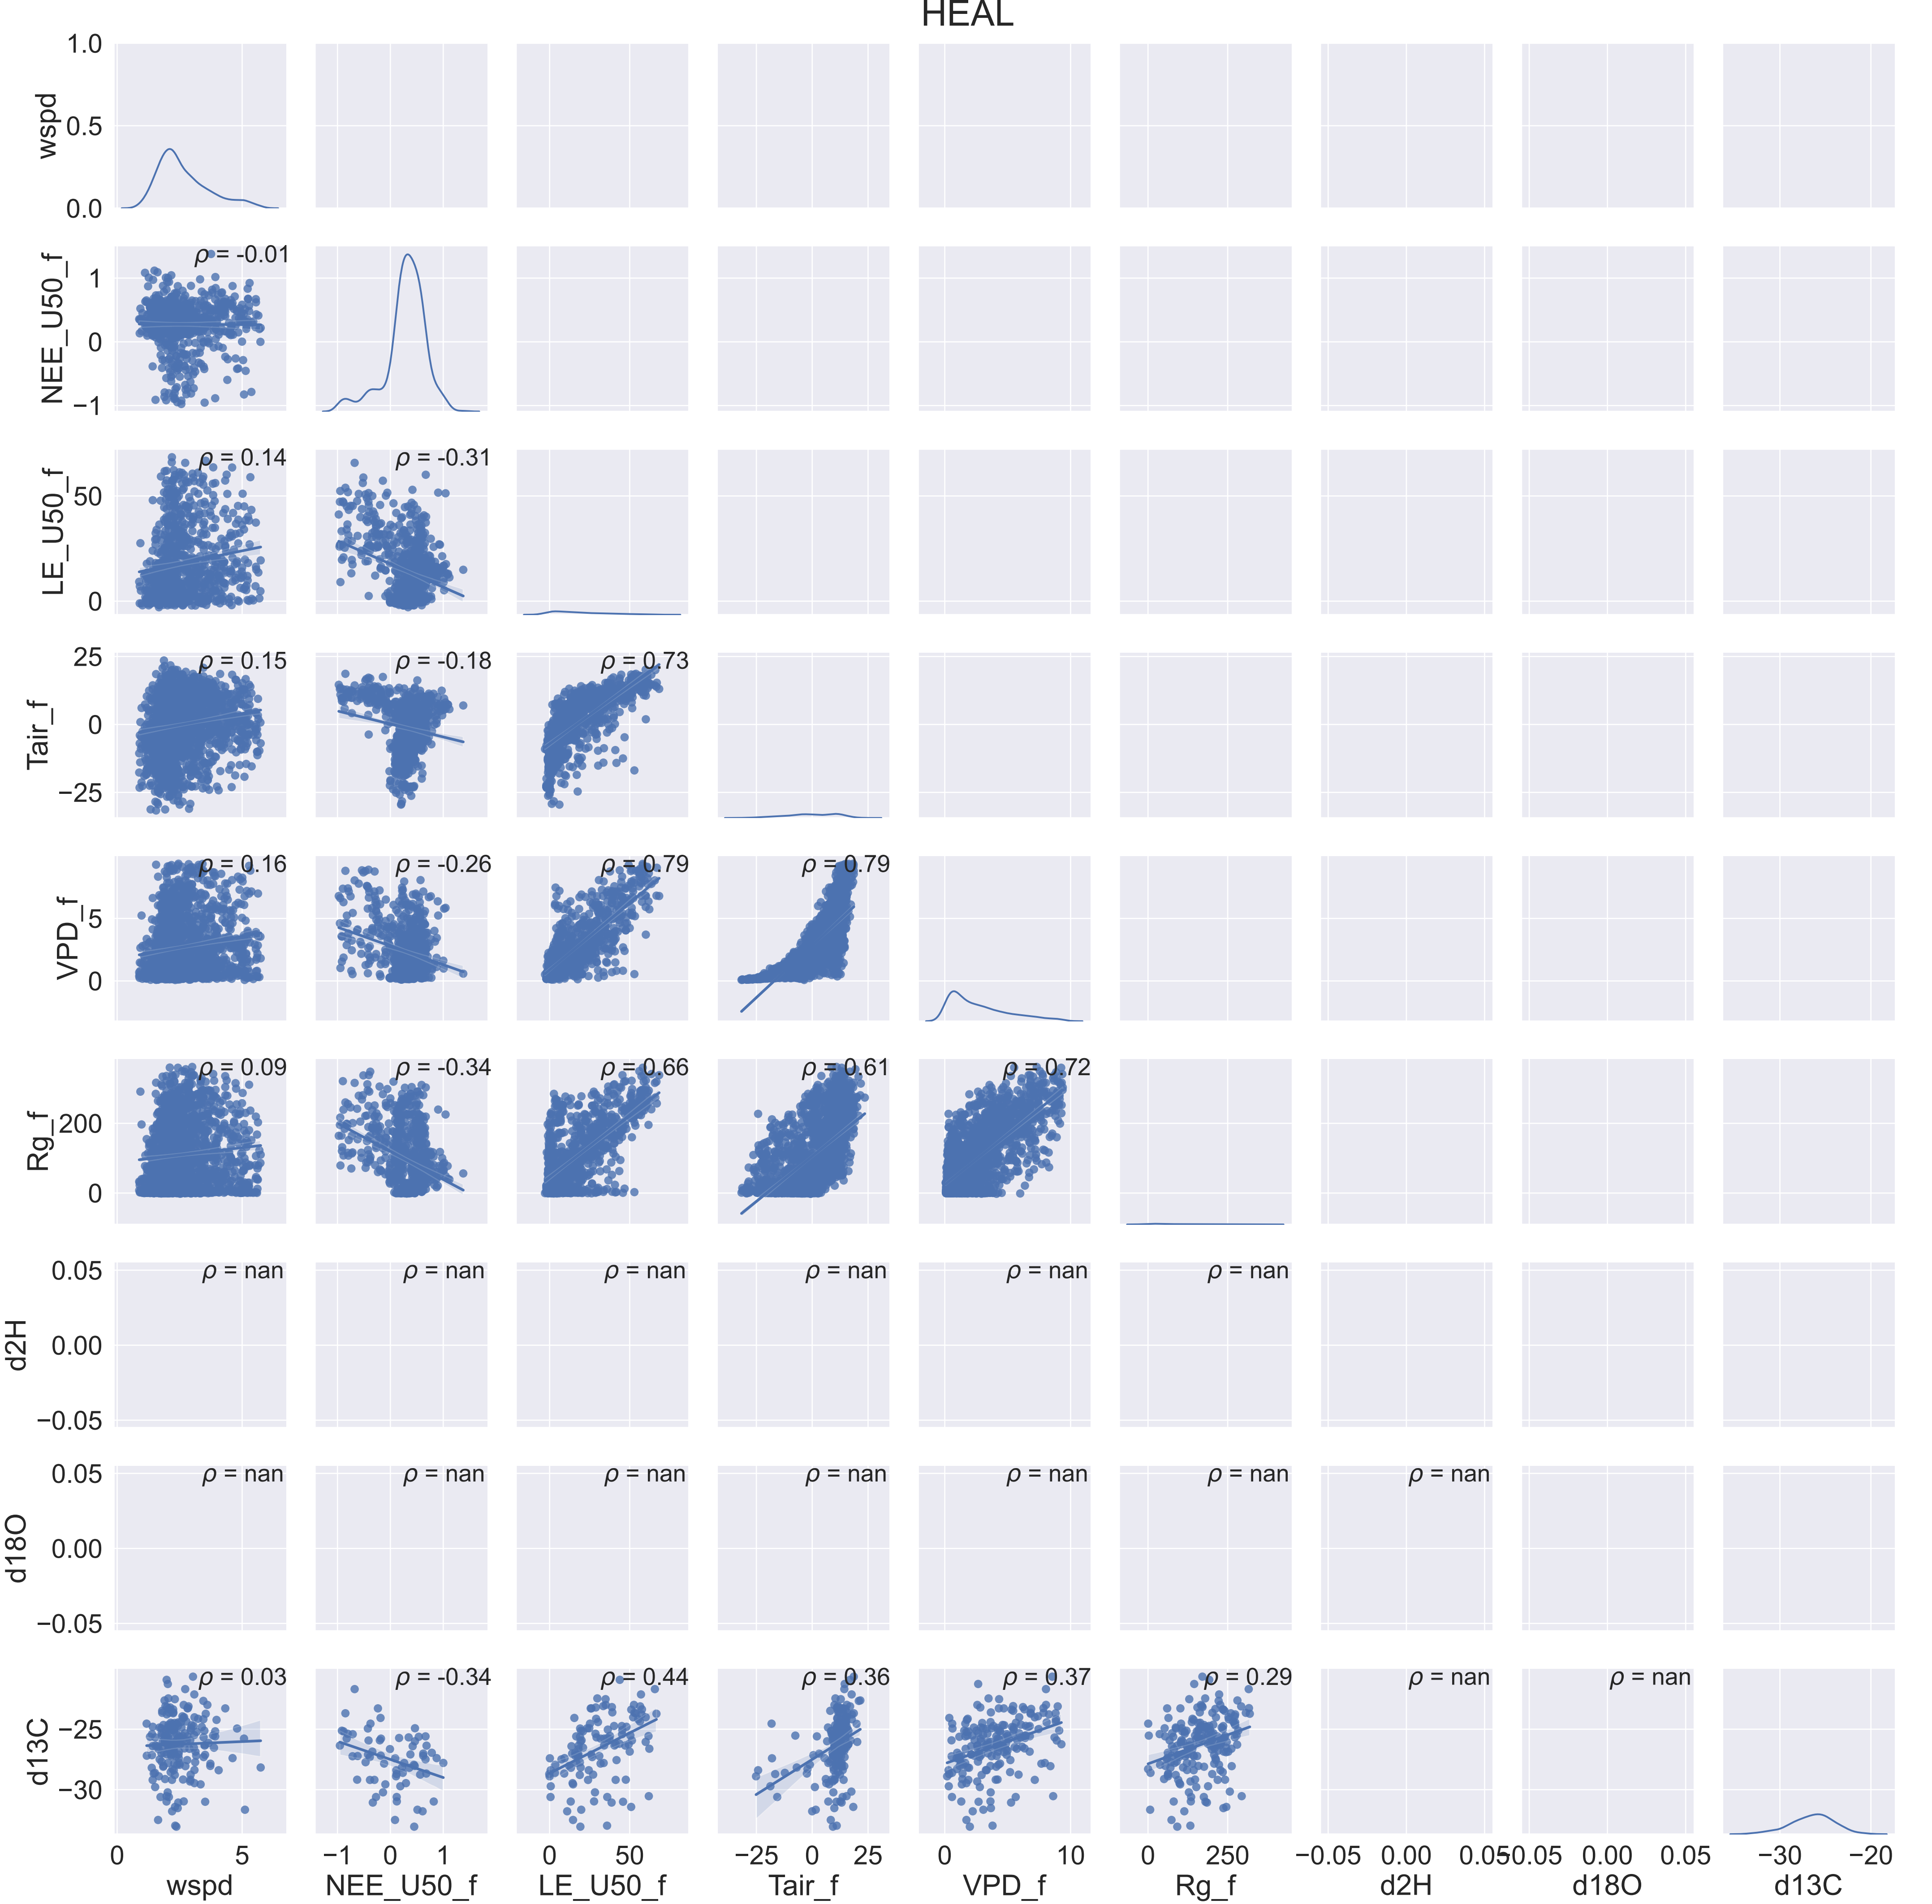 HEAL
1.0
0.5
0.0
wspd
ρ = -0.01
1
0
−1
NEE_U50_f
ρ = 0.14
ρ = -0.31
50
0
LE_U50_f
ρ = 0.15
ρ = -0.18
ρ = 0.73
25
0
−25
Tair_f
ρ = 0.16
ρ = -0.26
ρ = 0.79
ρ = 0.79
5
0
VPD_f
ρ = 0.09
ρ = -0.34
ρ = 0.66
ρ = 0.61
ρ = 0.72
200
0
Rg_f
ρ = nan
ρ = nan
ρ = nan
ρ = nan
ρ = nan
ρ = nan
0.05
0.00
−0.05
d2H
ρ = nan
ρ = nan
ρ = nan
ρ = nan
ρ = nan
ρ = nan
ρ = nan
0.05
0.00
−0.05
d18O
ρ = 0.03
ρ = -0.34
ρ = 0.44
ρ = 0.36
ρ = 0.37
ρ = 0.29
ρ = nan
ρ = nan
−25
−30
d13C
0 5
−1 0 1
0 50
−25 0 25
0 10
0 250
−0.05 0.00 0.05
−0.05 0.00 0.05
−30 −20
wspd
NEE_U50_f
LE_U50_f
Tair_f
VPD_f
Rg_f
d2H
d18O
d13C